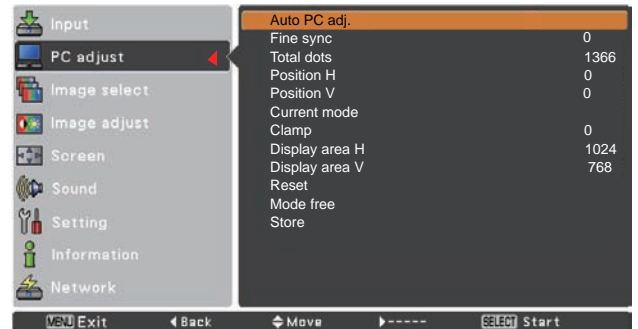 Input
PC adjust
Image select
Image adjust
Screen
Sound
Setting
Information
Network
Auto PC adj.
Fine sync 0
Total dots 1366
Position H 0
Position V 0
Current mode
Clamp 0
Display area H 1024
Display area V 768
Reset
Mode free
Store
MENU Exit Back Move ----- SELECT Start